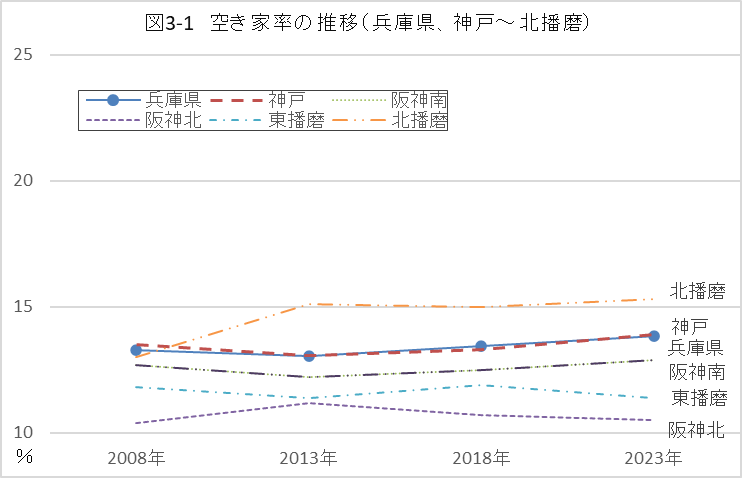 図3-1 空き家率の推移(兵庫県、神戸～北播磨)
25
兵庫県 神戸 阪神南
阪神北 東播磨 北播磨
20
15
北播磨
神戸
兵庫県
阪神南
東播磨
阪神北
10
% 2008年 2013年 2018年 2023年